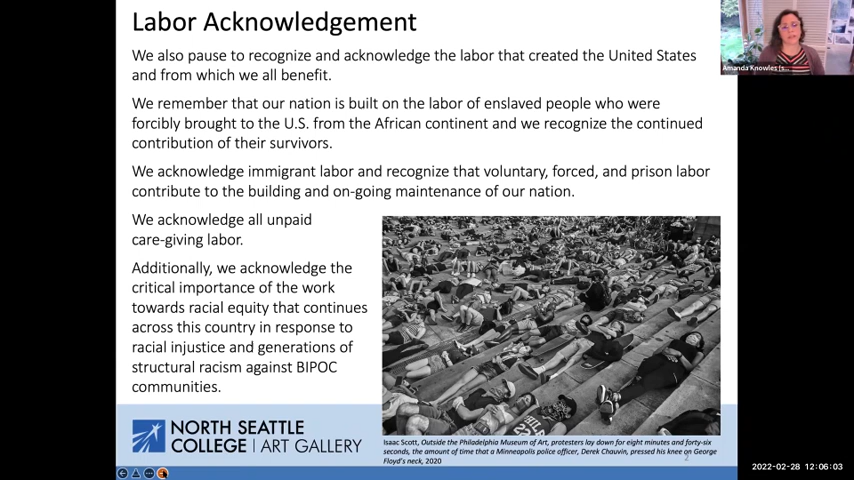 Labor Acknowledgement
We also pause to recognize and acknowledge the labor that created the United States
and from which we all benefit.
We remember that our nation is built on the labor of enslaved people who were
forcibly brought to the U.S. from the African continent and we recognize the continued
contribution of their survivors.
We acknowledge immigrant labor and recognize that voluntary, forced, and prison labor
contribute to the building and on-going maintenance of our nation.
We acknowledge all unpaid
care-giving labor.
Additionally, we acknowledge the
critical importance of the work
towards racial equity that continues
across this country in response to
racial injustice and generations of
structural racism against BIPOC
communities.
NORTH SEATTLE
COLLEGE | ART GALLERY
Isaac Scott, Outside the Philadelphia Museum of Art, protesters lay down for eight minutes and forty-six
seconds, the amount of time that a Minneapolis police officer, Derek Chauvin, pressed his knee on George
Floyd's neck, 2020
2
Amanda Knowles (s...
2022-02-28 12:06:03